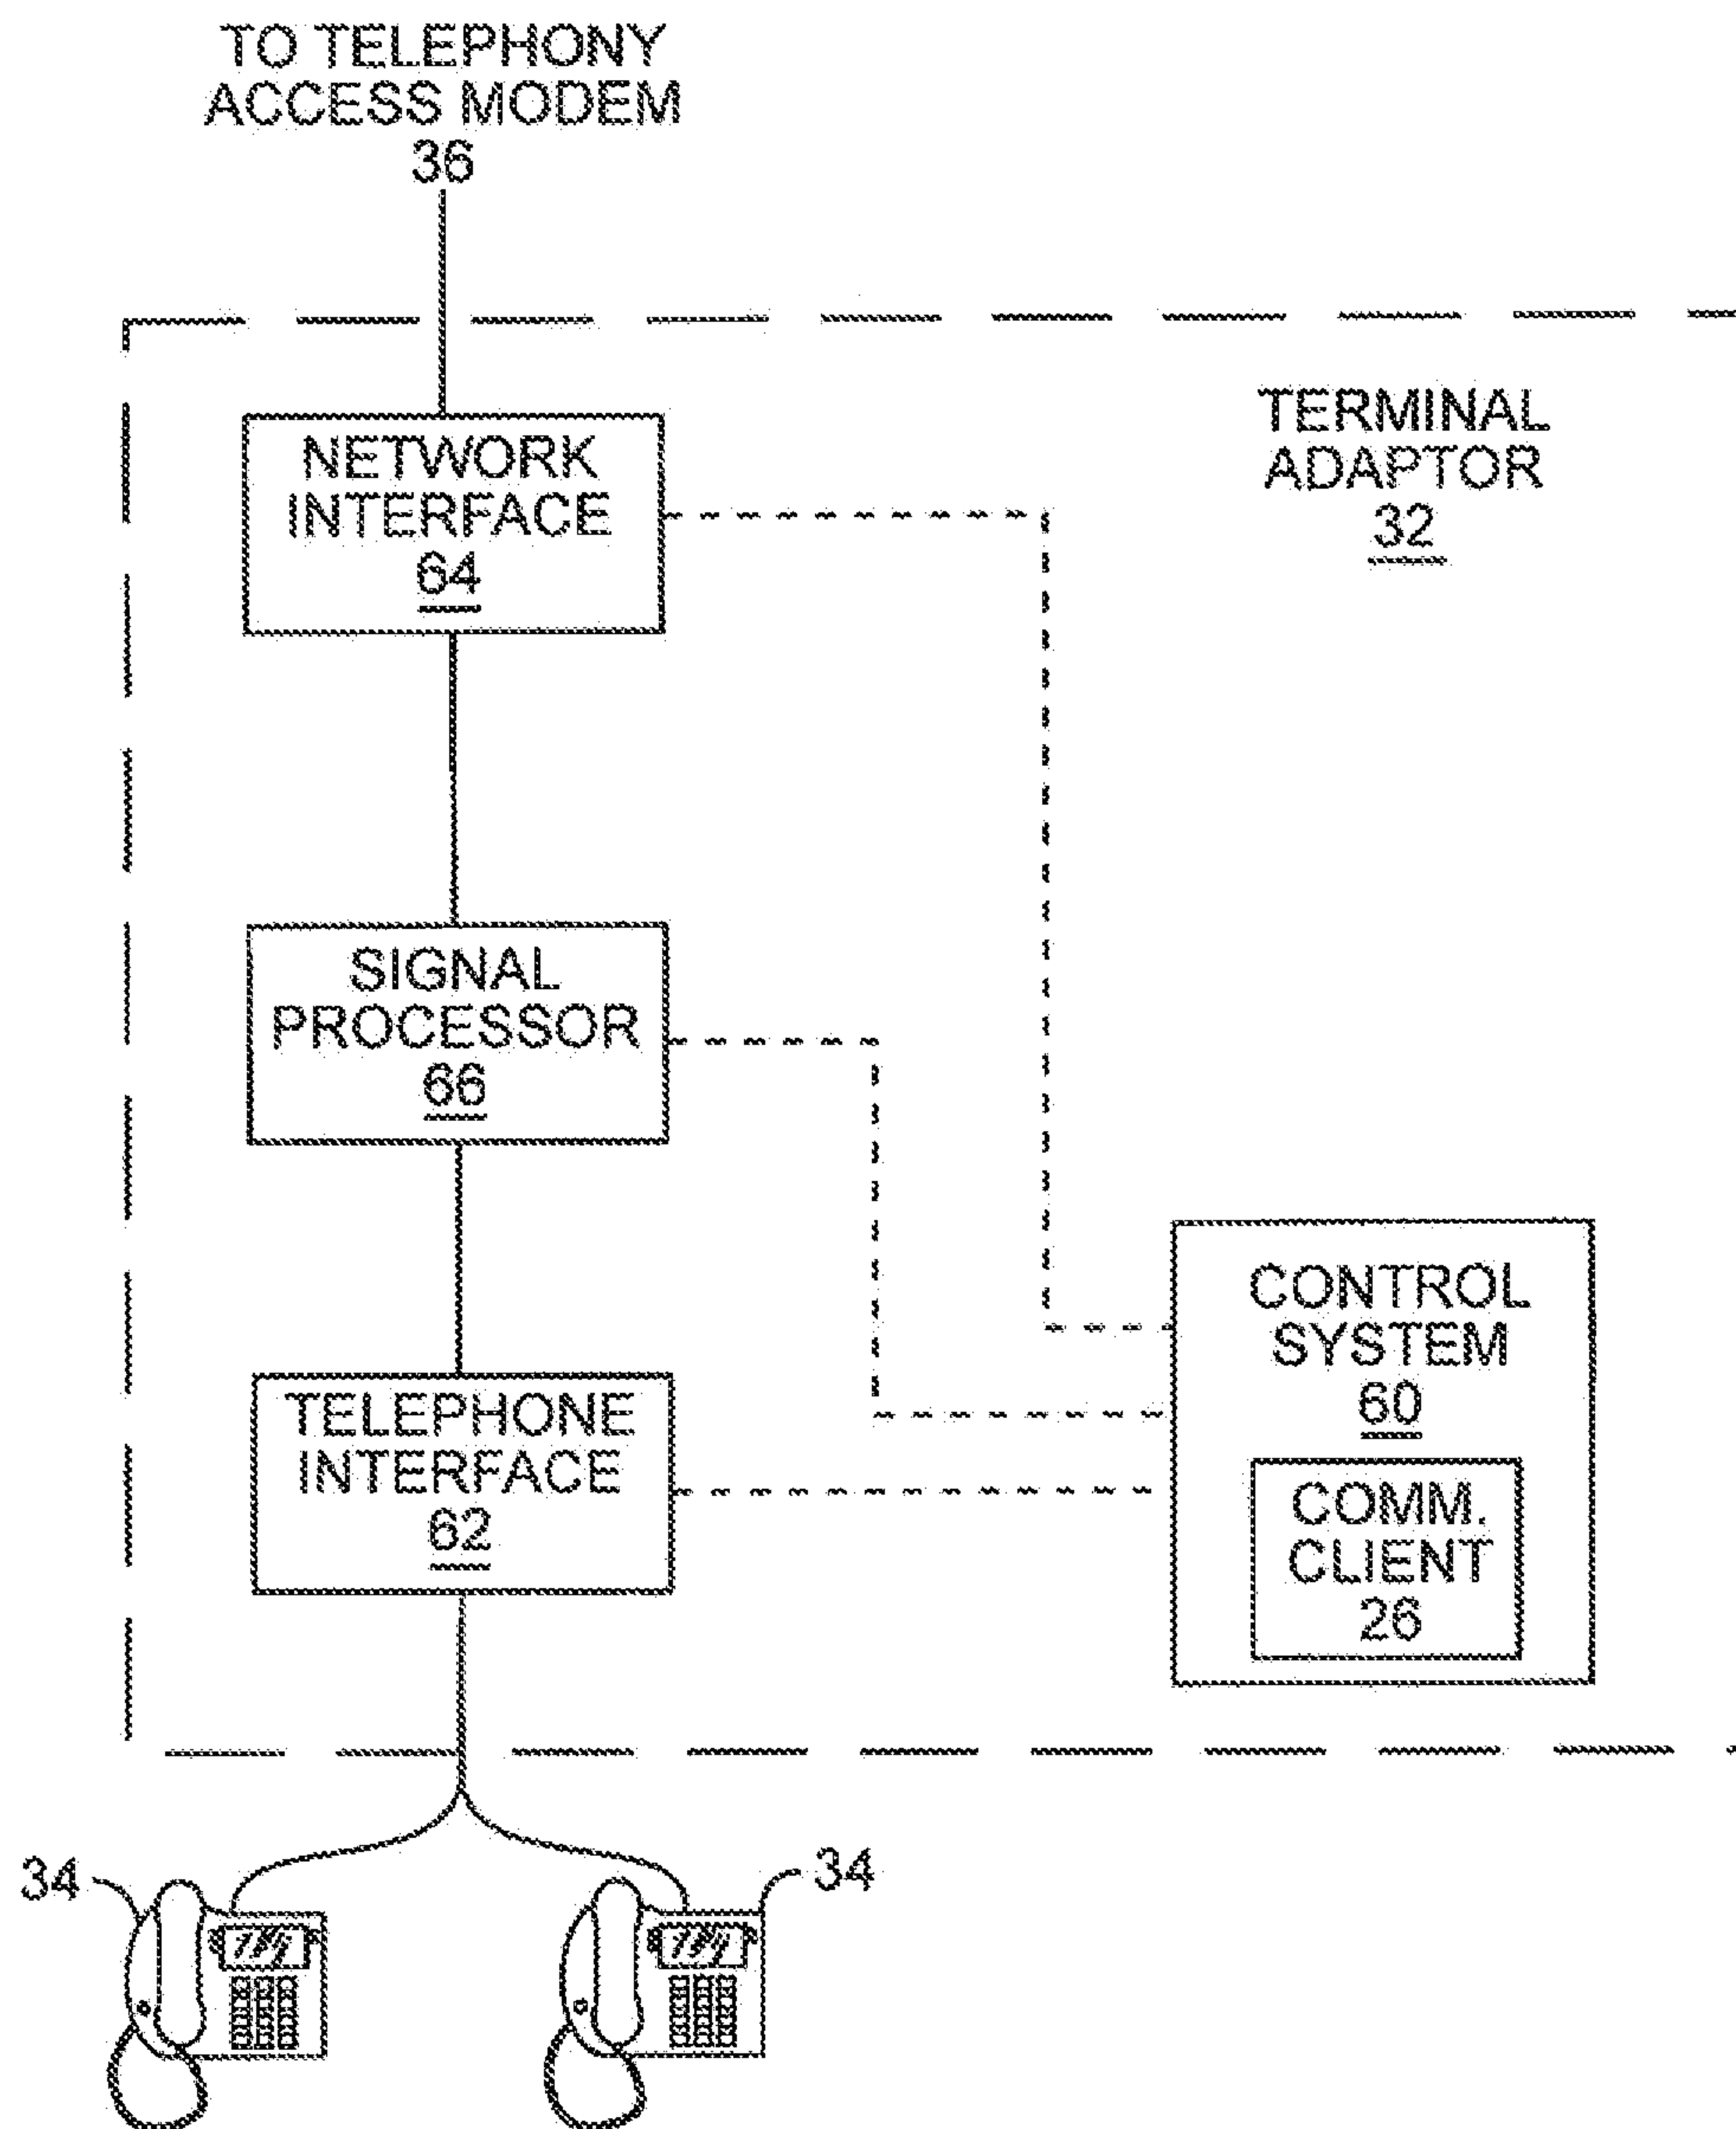 TO TELEPHONY
ACCESS MODEM
36
TERMINAL
ADAPTOR
32
NETWORK
INTERFACE
64
SIGNAL
PROCESSOR
66
CONTROL
SYSTEM
60
TELEPHONE
INTERFACE
62
COMM.
CLIENT
26
34
34